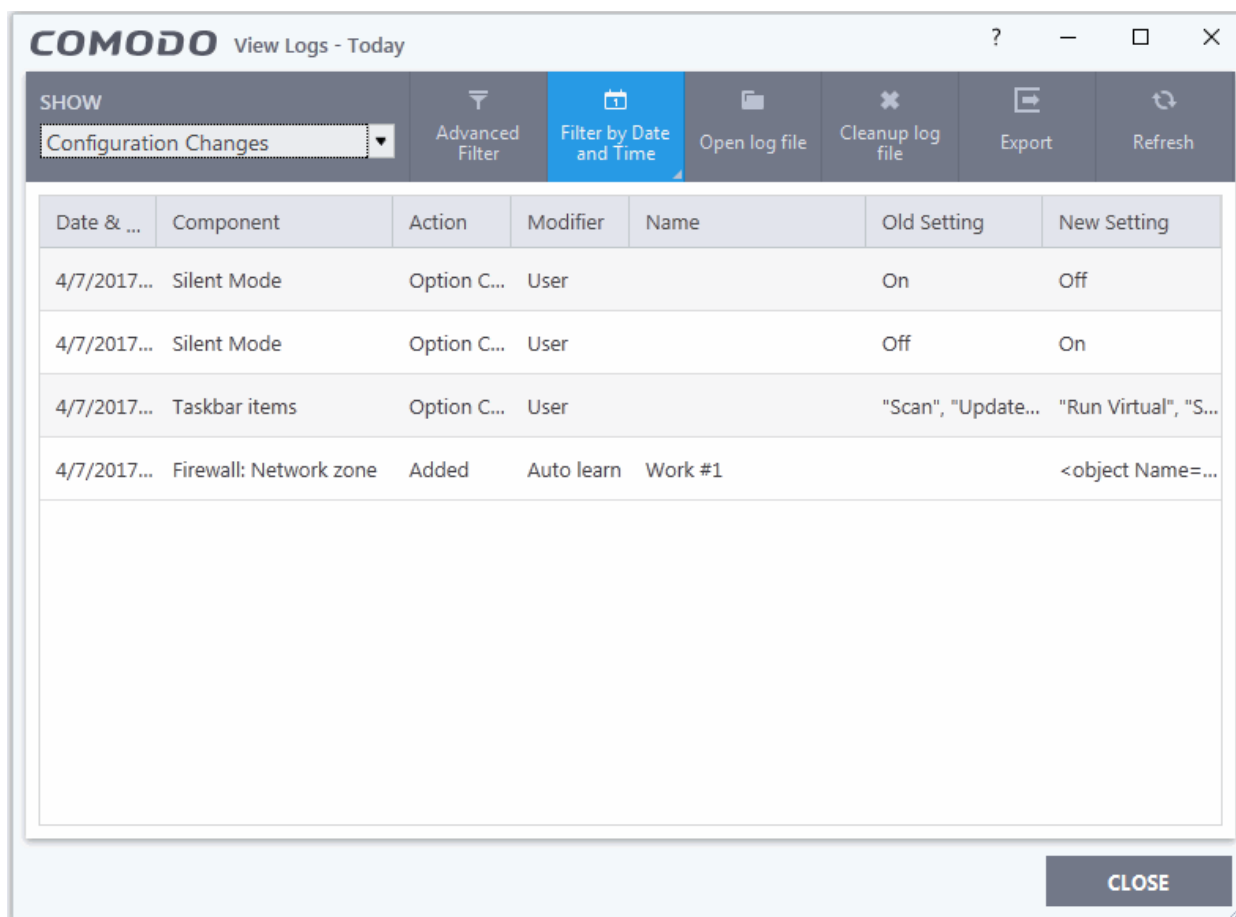 COMODO View Logs - Today ?
SHOW
Configuration Changes
Advanced
Filter
1
Filter by Date
and Time
Open log file
Cleanup log
file
Export
Refresh
Date & ... Component Action Modifier Name Old Setting New Setting
4/7/2017... Silent Mode Option C... User On Off
4/7/2017... Silent Mode Option C... User Off On
4/7/2017... Taskbar items Option C... User "Scan", "Update... "Run Virtual", "S...
4/7/2017... Firewall: Network zone Added Auto learn Work #1 <object Name=...
CLOSE